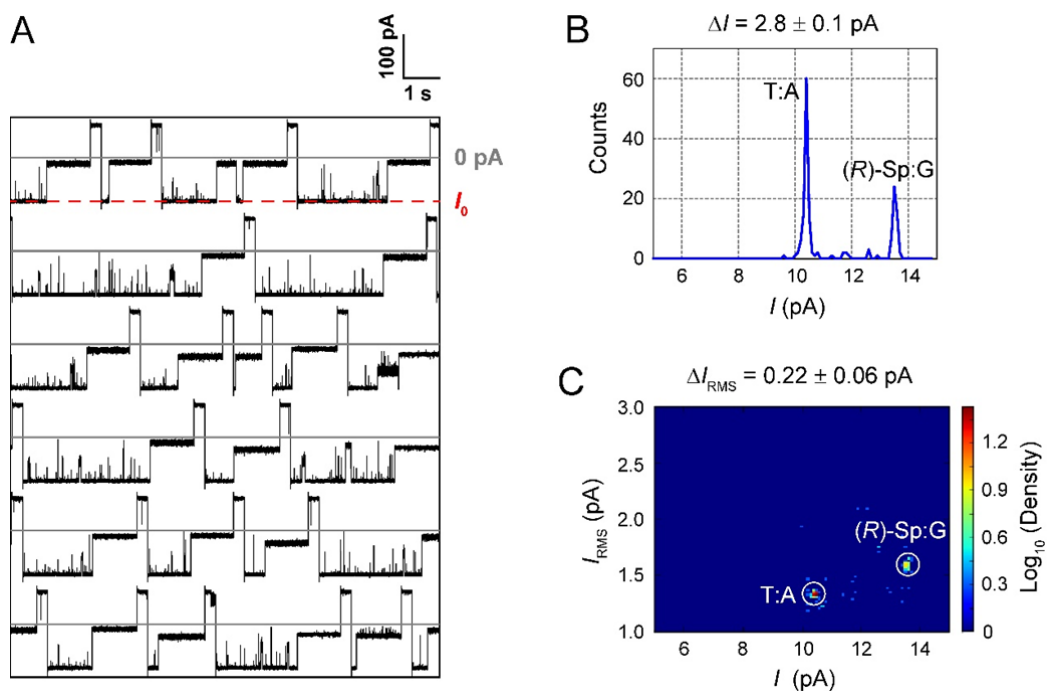 A
100 pA
1 s
0 pA
I₀
B
ΔI = 2.8 ± 0.1 pA
Counts
60
40
20
0
T:A
(R)-Sp:G
6 8 10 12 14
I (pA)
C
ΔI_RMS = 0.22 ± 0.06 pA
I_RMS (pA)
3.0
2.5
2.0
1.5
1.0
(R)-Sp:G
T:A
6 8 10 12 14
I (pA)
1.2
0.9
0.6
0.3
0
Log₁₀ (Density)